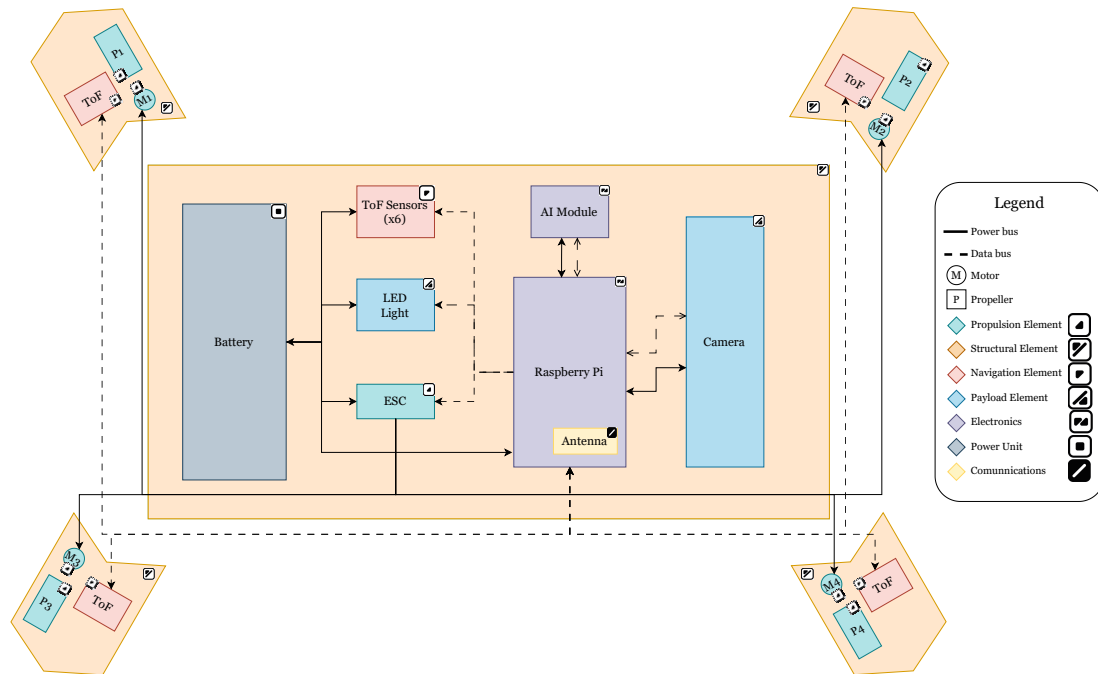 P1
ToF
M1
ToF
P2
M2
ToF Sensors
(x6)
AI Module
LED
Light
Battery
Raspberry Pi
Camera
ESC
Antenna
Legend
Power bus
Data bus
M Motor
P Propeller
Propulsion Element
Structural Element
Navigation Element
Payload Element
Electronics
Power Unit
Comunnications
M3
P3
ToF
M4
ToF
P4